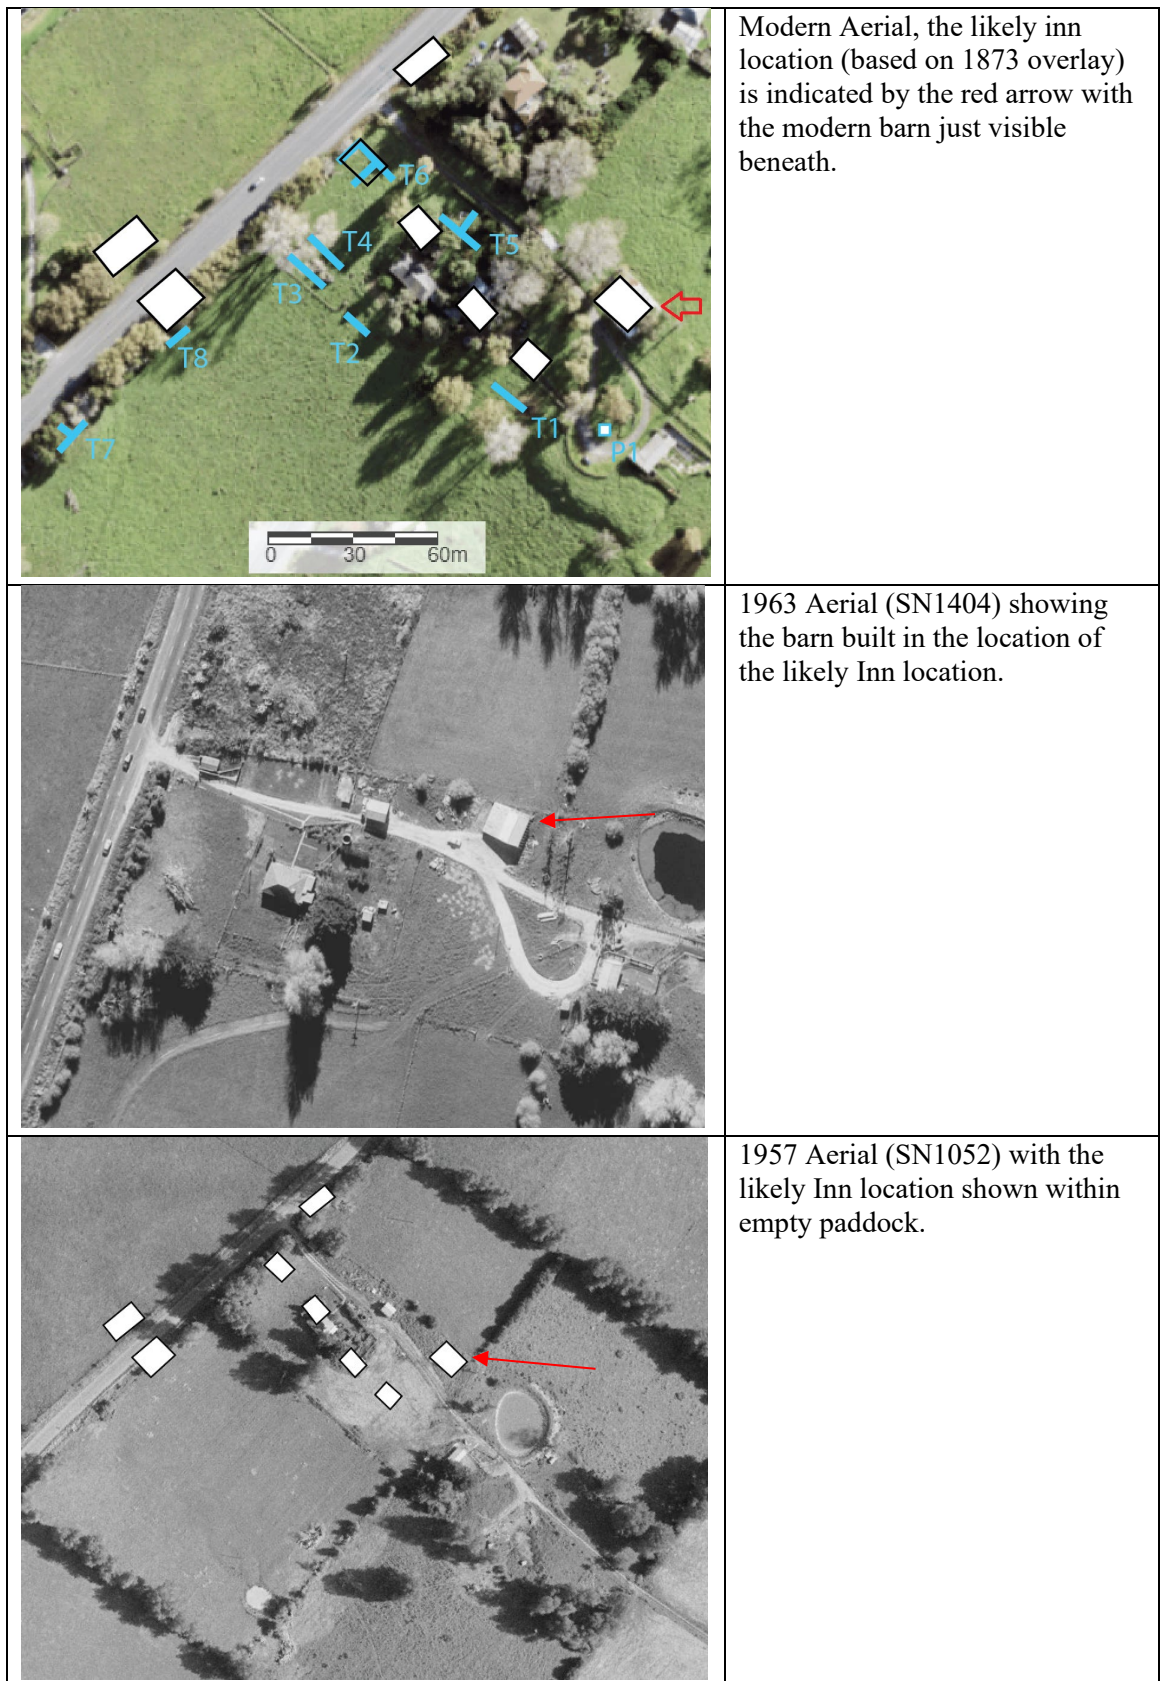 Modern Aerial, the likely inn
location (based on 1873 overlay)
is indicated by the red arrow with
the modern barn just visible
beneath.
T6
T5
T4
T3
T2
T8
T1
T7
P1
0 30 60m
1963 Aerial (SN1404) showing
the barn built in the location of
the likely Inn location.
1957 Aerial (SN1052) with the
likely Inn location shown within
empty paddock.